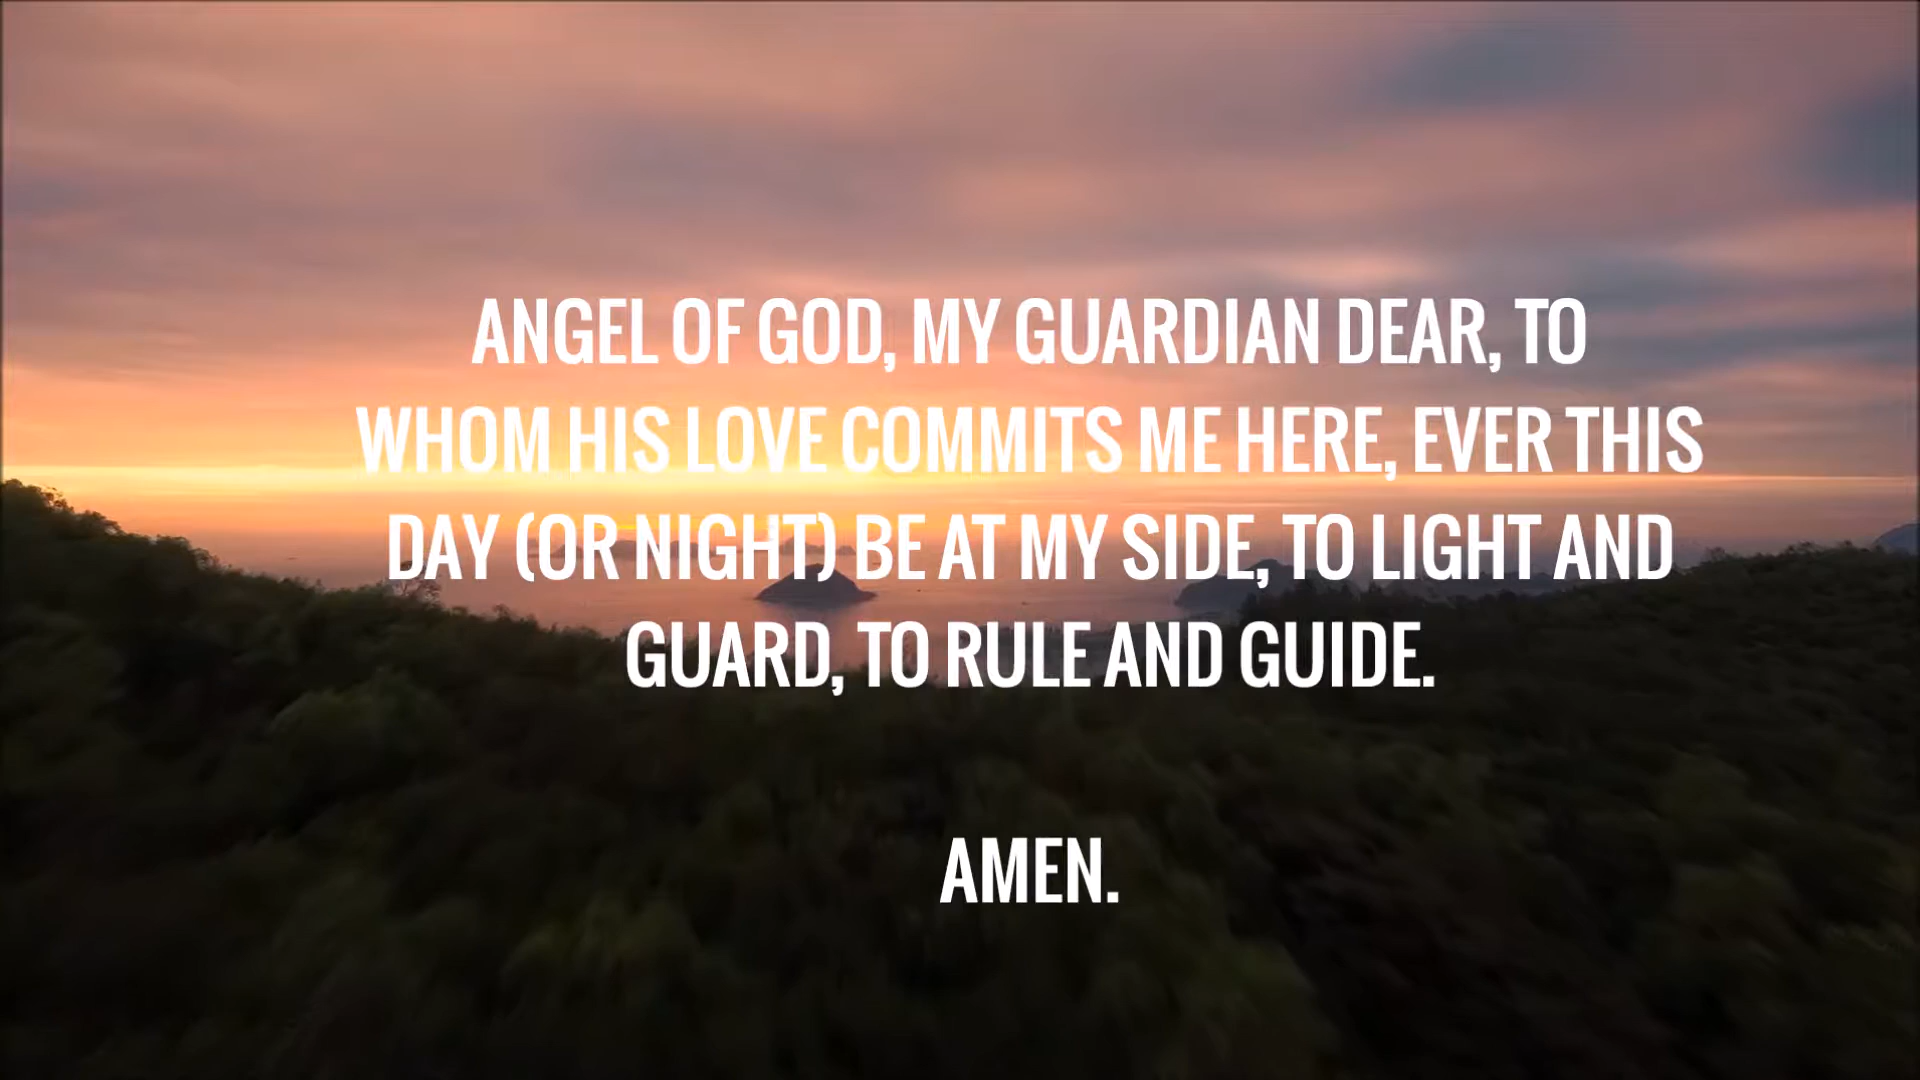 ANGEL OF GOD, MY GUARDIAN DEAR, TO
WHOM HIS LOVE COMMITS ME HERE, EVER THIS
DAY (OR NIGHT) BE AT MY SIDE, TO LIGHT AND
GUARD, TO RULE AND GUIDE.
AMEN.